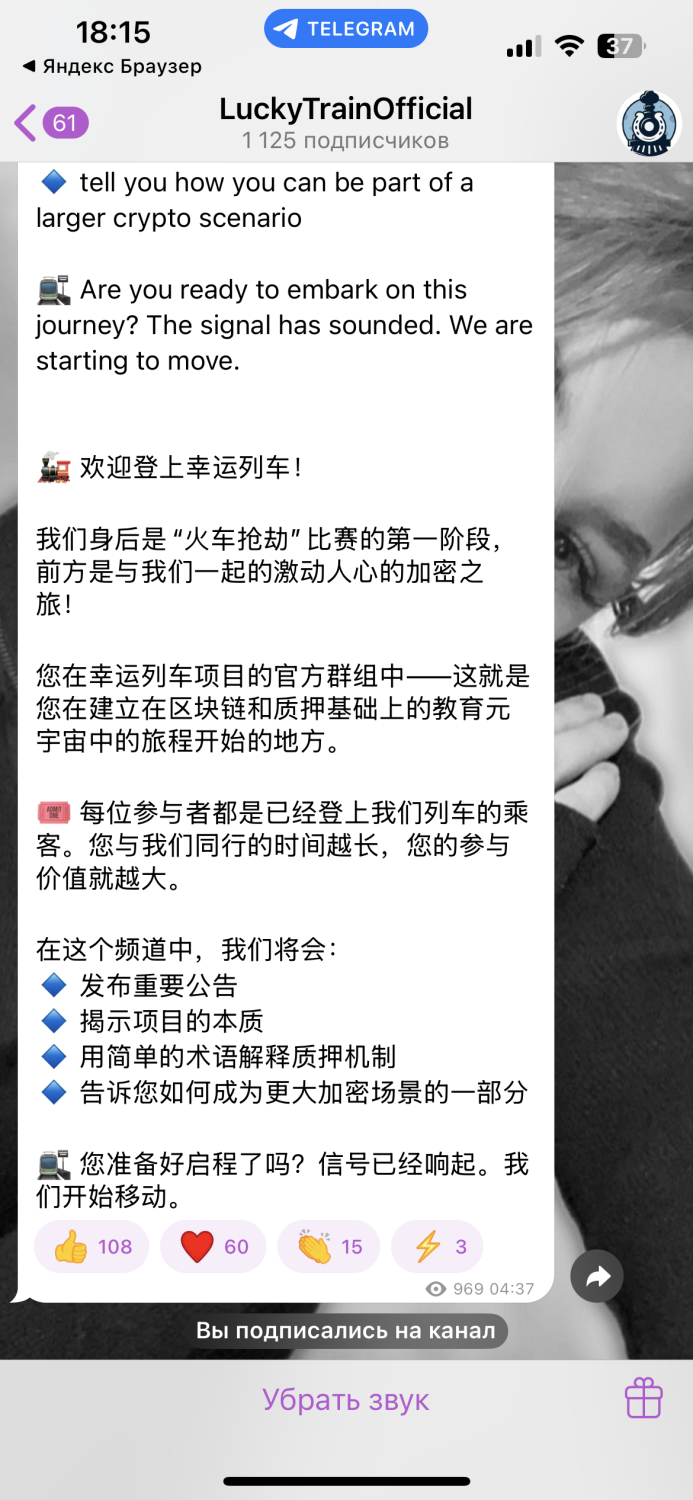 18:15
TELEGRAM
37
◀ Яндекс Браузер
61
LuckyTrainOfficial
1 125 подписчиков
🔷 tell you how you can be part of a
larger crypto scenario
🚉 Are you ready to embark on this
journey? The signal has sounded. We are
starting to move.
🚂 欢迎登上幸运列车！
我们身后是“火车抢劫”比赛的第一阶段，
前方是与我们一起的激动人心的加密之
旅！
您在幸运列车项目的官方群组中——这就是
您在建立在区块链和质押基础上的教育元
宇宙中的旅程开始的地方。
🎟 每位参与者都是已经登上我们列车的乘
客。您与我们同行的时间越长，您的参与
价值就越大。
在这个频道中，我们将会：
🔷 发布重要公告
🔷 揭示项目的本质
🔷 用简单的术语解释质押机制
🔷 告诉您如何成为更大加密场景的一部分
🚉 您准备好启程了吗？信号已经响起。我
们开始移动。
👍 108 ❤️ 60 👏 15 ⚡ 3
969 04:37
Вы подписались на канал
Убрать звук